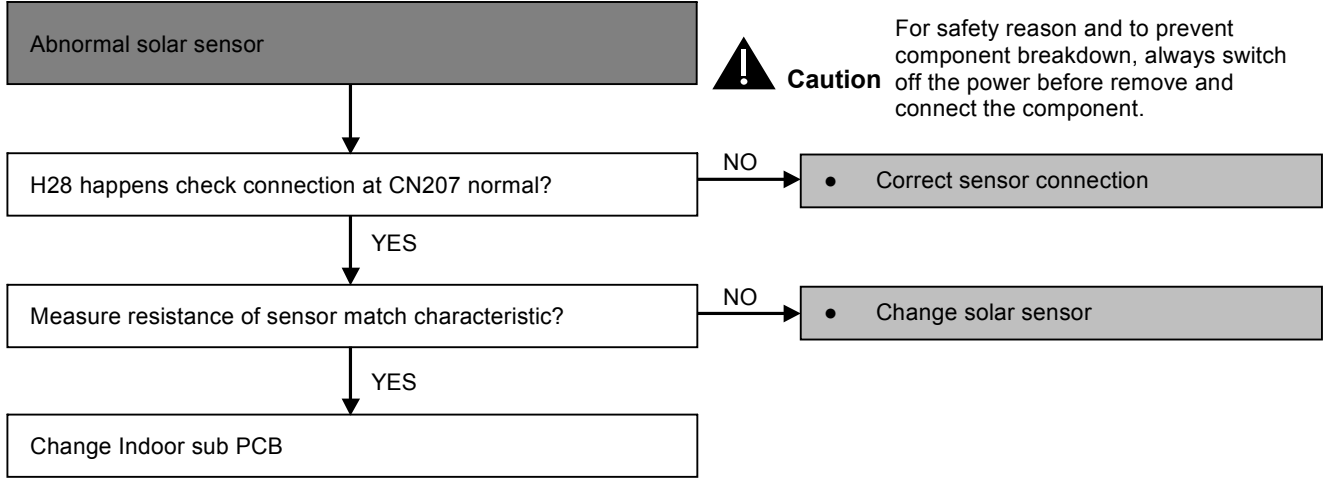 Abnormal solar sensor
Caution
For safety reason and to prevent
component breakdown, always switch
off the power before remove and
connect the component.
H28 happens check connection at CN207 normal?
NO
● Correct sensor connection
YES
Measure resistance of sensor match characteristic?
NO
● Change solar sensor
YES
Change Indoor sub PCB